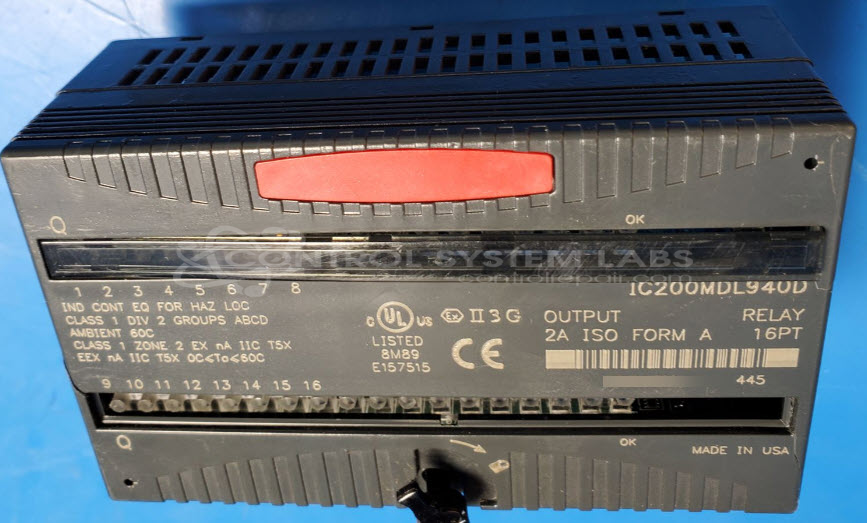 Q
OK
CONTROL SYSTEM LABS
controlrepair.com
1 2 3 4 5 6 7 8
IC200MDL940D
IND CONT EQ FOR HAZ LOC
CLASS 1 DIV 2 GROUPS ABCD
AMBIENT 60C
CLASS 1 ZONE 2 EX nA IIC T5X
EEX nA IIC T5X 0C≤To≤60C
C UL US
LISTED
8M89
E157515
Ex II 3 G
CE
OUTPUT RELAY
2A ISO FORM A 16PT
445
9 10 11 12 13 14 15 16
Q
OK
MADE IN USA